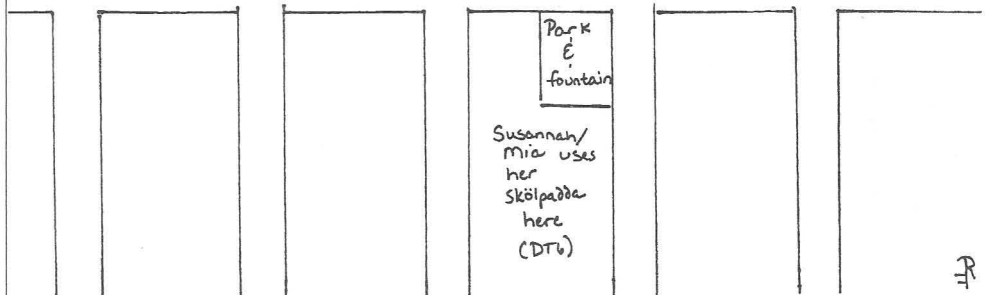 Park
&
fountain
Susannah/
Mia uses
her
skölpadda
here
(DT6)